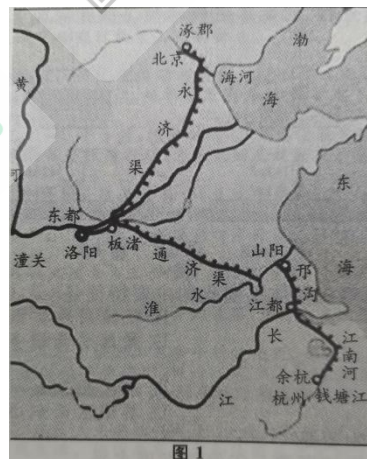 涿郡
北京
渤
海
海河
黄
河
永
济
渠
东
海
东都
洛阳
板渚
潼关
通
济
渠
山阳
邗
沟
淮
水
江都
长
江
江
南
河
余杭
杭州
钱塘江
图 1